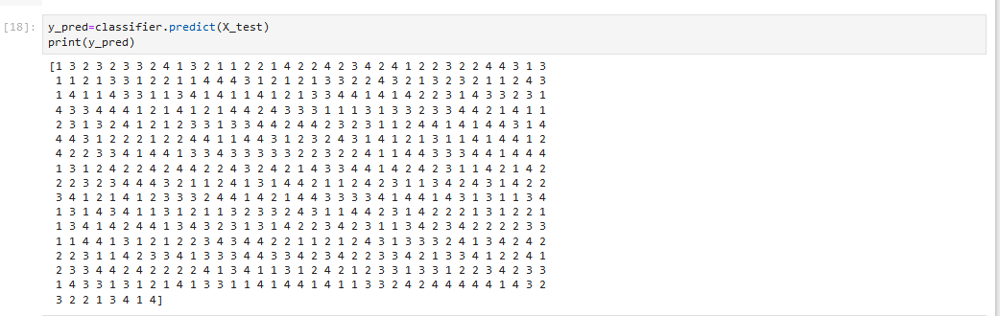 [18]: y_pred=classifier.predict(X_test)
print(y_pred)
[1 3 2 3 2 3 3 2 4 1 3 2 1 1 2 2 1 4 2 2 4 2 3 4 2 4 1 2 2 3 2 2 4 4 3 1 3
1 1 2 1 3 3 1 2 2 1 1 4 4 4 3 1 2 1 2 1 3 3 2 2 4 3 2 1 3 2 3 2 1 1 2 4 3
1 4 1 1 4 3 3 1 1 3 4 1 4 1 1 4 1 2 1 3 3 4 4 1 4 1 4 2 2 3 1 4 3 3 2 3 1
4 3 3 4 4 4 1 2 1 4 1 2 1 4 4 2 4 3 3 3 1 1 1 3 1 3 3 2 3 3 4 4 2 1 4 1 1
2 3 1 3 2 4 1 2 1 2 3 3 1 3 3 4 4 2 4 4 2 3 2 3 1 1 2 4 4 1 4 1 4 4 3 1 4
4 4 3 1 2 2 2 1 2 2 4 4 1 1 4 4 3 1 2 3 2 4 3 1 4 1 2 1 3 1 1 4 1 4 4 1 2
4 2 2 3 3 4 1 4 4 1 3 3 4 3 3 3 3 3 2 2 3 2 2 4 1 1 4 4 3 3 3 4 4 1 4 4 4
1 3 1 2 4 2 2 4 2 4 4 2 2 4 3 2 4 2 1 4 3 3 4 4 1 4 2 4 2 3 1 1 4 2 1 4 2
2 2 3 2 3 4 4 4 3 2 1 1 2 4 1 3 1 4 4 2 1 1 2 4 2 3 1 1 3 4 2 4 3 1 4 2 2
3 4 1 2 1 4 1 2 3 3 3 2 4 4 1 4 2 1 4 4 3 3 3 3 4 1 4 4 1 4 3 1 3 1 1 3 4
1 3 1 4 3 4 1 1 3 1 2 1 1 3 2 3 3 2 4 3 1 1 4 4 2 3 1 4 2 2 2 1 3 1 2 2 1
1 3 4 1 4 2 4 4 1 3 4 3 2 3 1 3 1 4 2 2 3 4 2 3 1 1 3 4 2 3 4 2 2 2 2 3 3
1 1 4 4 1 3 1 2 1 2 2 3 4 3 4 4 2 2 1 1 2 1 2 4 3 1 3 3 3 2 4 1 3 4 2 4 2
2 2 3 1 1 4 2 3 3 4 1 3 3 3 4 4 3 3 4 2 3 4 2 2 3 3 4 2 1 3 3 4 1 2 2 4 1
2 3 3 4 4 2 4 2 2 2 2 4 1 3 4 1 1 3 1 2 4 2 1 2 3 3 1 3 3 1 2 2 3 4 2 3 3
1 4 3 3 1 3 1 2 1 4 1 3 3 1 1 4 1 4 4 1 4 1 1 3 3 2 4 2 4 4 4 4 4 1 4 3 2
3 2 2 1 3 4 1 4]